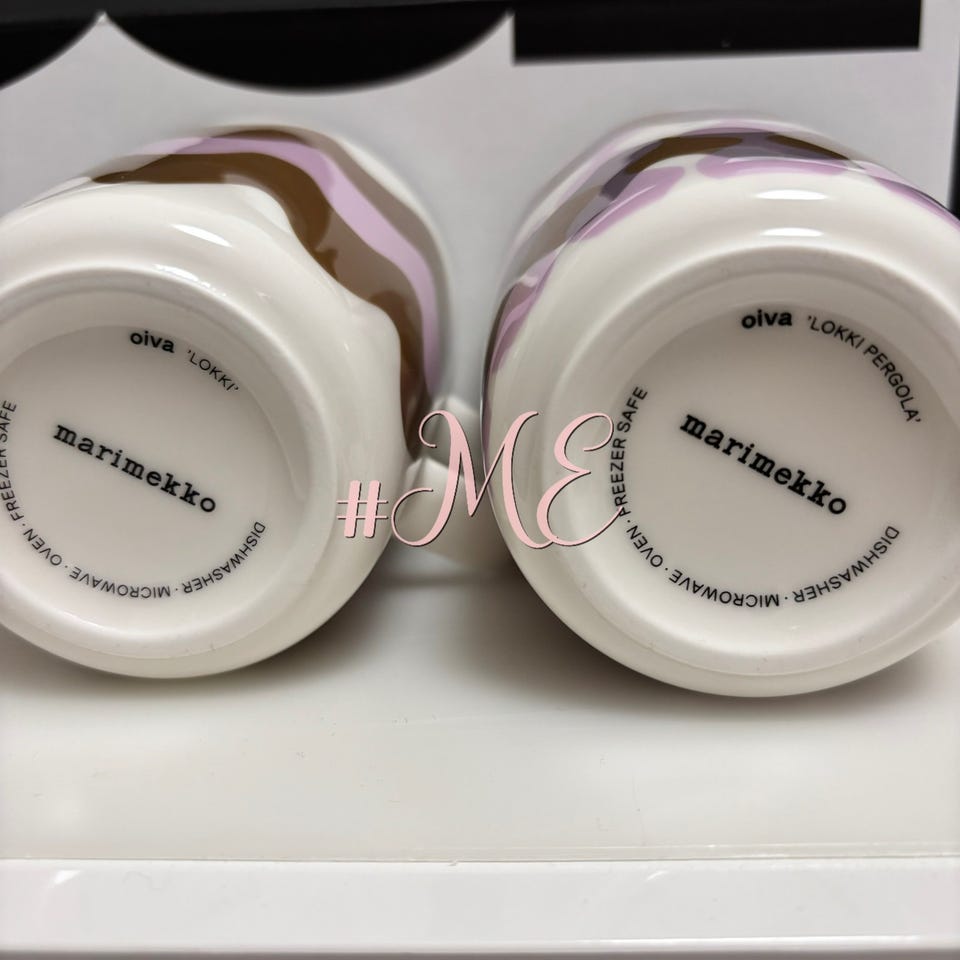 oiva 'LOKKI'
marimekko
DISHWASHER · MICROWAVE · OVEN · FREEZER SAFE
#ME
oiva 'LOKKI PERGOLA'
marimekko
DISHWASHER · MICROWAVE · OVEN · FREEZER SAFE